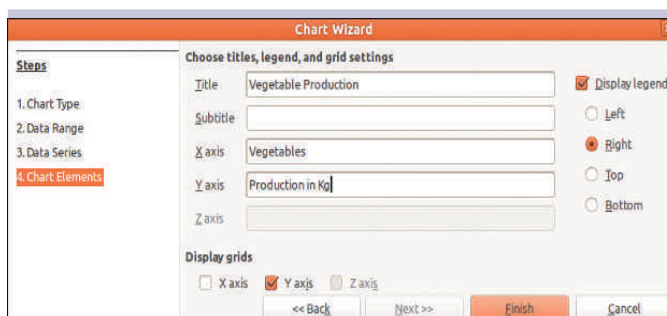 Chart Wizard
Steps
1. Chart Type
2. Data Range
3. Data Series
4. Chart Elements
Choose titles, legend, and grid settings
Title Vegetable Production
Subtitle
X axis Vegetables
Y axis Production in Kg
Z axis
Display legend
Left
Right
Top
Bottom
Display grids
X axis Y axis Z axis
<< Back Next >> Finish Cancel